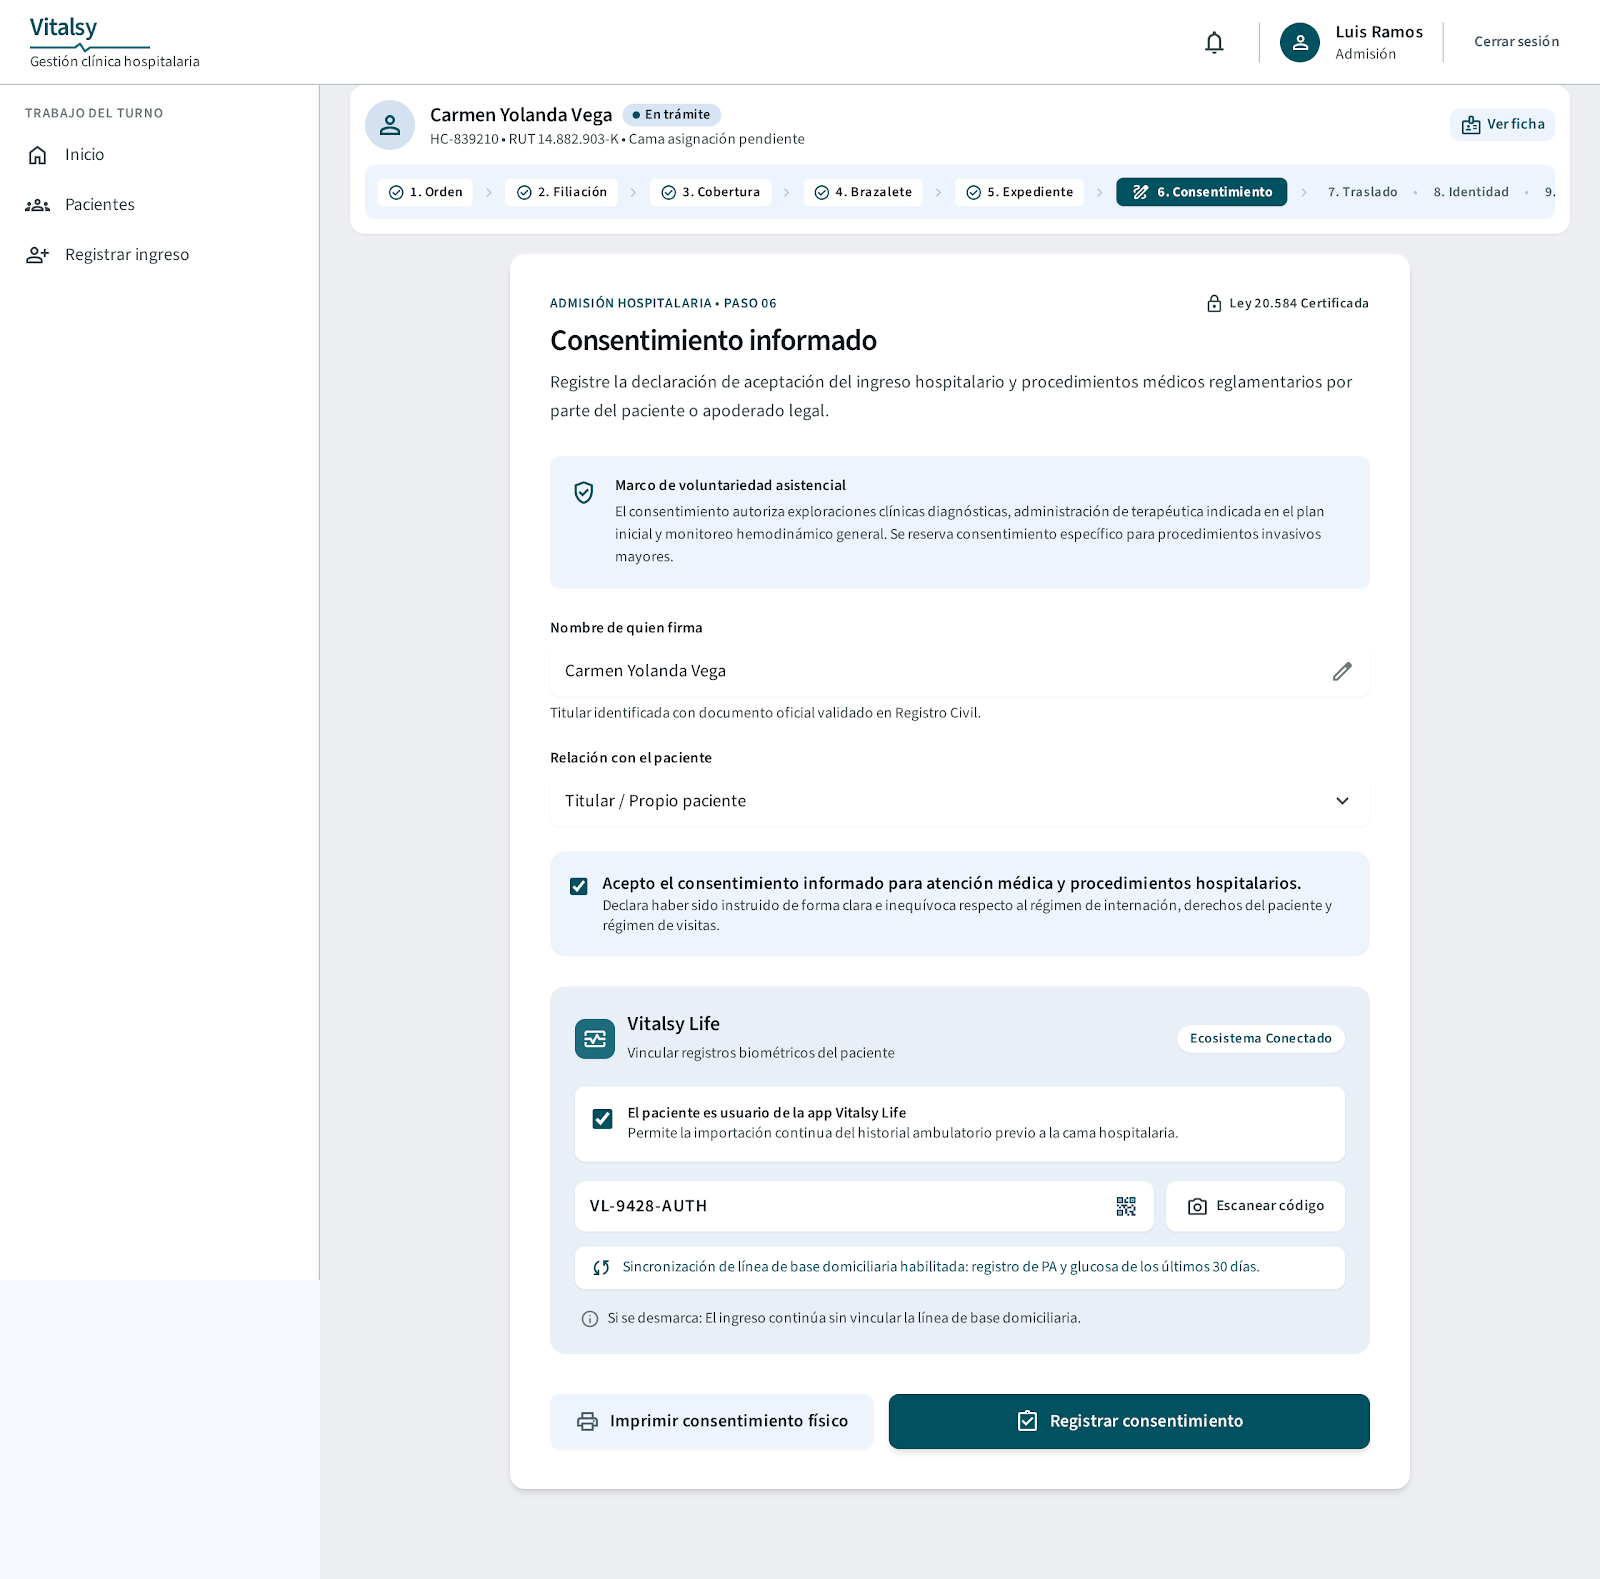 Vitalsy
Gestión clínica hospitalaria
Luis Ramos
Admisión
Cerrar sesión
TRABAJO DEL TURNO
Inicio
Pacientes
Registrar ingreso
Carmen Yolanda Vega
En trámite
HC-839210 • RUT 14.882.903-K • Cama asignación pendiente
Ver ficha
1. Orden
2. Filiación
3. Cobertura
4. Brazalete
5. Expediente
6. Consentimiento
7. Traslado
8. Identidad
9.
ADMISIÓN HOSPITALARIA • PASO 06
Ley 20.584 Certificada
Consentimiento informado
Registre la declaración de aceptación del ingreso hospitalario y procedimientos médicos reglamentarios por
parte del paciente o apoderado legal.
Marco de voluntariedad asistencial
El consentimiento autoriza exploraciones clínicas diagnósticas, administración de terapéutica indicada en el plan
inicial y monitoreo hemodinámico general. Se reserva consentimiento específico para procedimientos invasivos
mayores.
Nombre de quien firma
Carmen Yolanda Vega
Titular identificada con documento oficial validado en Registro Civil.
Relación con el paciente
Titular / Propio paciente
Acepto el consentimiento informado para atención médica y procedimientos hospitalarios.
Declara haber sido instruido de forma clara e inequívoca respecto al régimen de internación, derechos del paciente y
régimen de visitas.
Vitalsy Life
Vincular registros biométricos del paciente
Ecosistema Conectado
El paciente es usuario de la app Vitalsy Life
Permite la importación continua del historial ambulatorio previo a la cama hospitalaria.
VL-9428-AUTH
Escanear código
Sincronización de línea de base domiciliaria habilitada: registro de PA y glucosa de los últimos 30 días.
Si se desmarca: El ingreso continúa sin vincular la línea de base domiciliaria.
Imprimir consentimiento físico
Registrar consentimiento